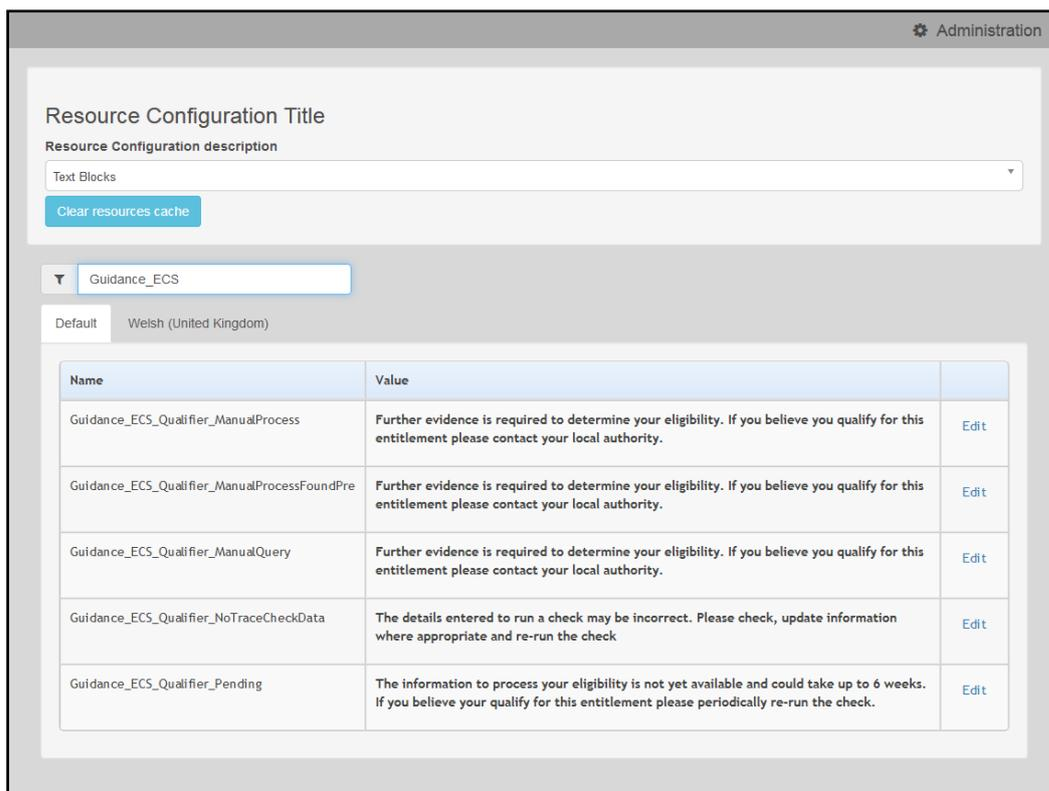 Administration
Resource Configuration Title
Resource Configuration description
Text Blocks
Clear resources cache
Guidance_ECS
Default Welsh (United Kingdom)
Name Value
Guidance_ECS_Qualifier_ManualProcess Further evidence is required to determine your eligibility. If you believe you qualify for this Edit
entitlement please contact your local authority.
Guidance_ECS_Qualifier_ManualProcessFoundPre Further evidence is required to determine your eligibility. If you believe you qualify for this Edit
entitlement please contact your local authority.
Guidance_ECS_Qualifier_ManualQuery Further evidence is required to determine your eligibility. If you believe you qualify for this Edit
entitlement please contact your local authority.
Guidance_ECS_Qualifier_NoTraceCheckData The details entered to run a check may be incorrect. Please check, update information Edit
where appropriate and re-run the check
Guidance_ECS_Qualifier_Pending The information to process your eligibility is not yet available and could take up to 6 weeks. Edit
If you believe your qualify for this entitlement please periodically re-run the check.